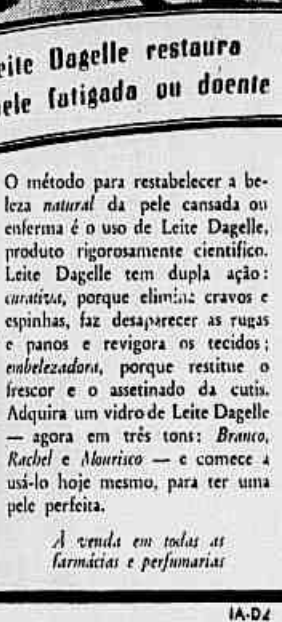 eite Dagelle restaura
ele fatigada ou doente
O método para restabelecer a be-
leza natural da pele cansada ou
enferma é o uso de Leite Dagelle,
produto rigorosamente cientifico.
Leite Dagelle tem dupla ação:
curativa, porque elimina cravos e
espinhas, faz desaparecer as rugas
e panos e revigora os tecidos;
embelezadora, porque restitue o
frescor e o assetinado da cutis.
Adquira um vidro de Leite Dagelle
— agora em três tons: Branco,
Rachel e Mourisco — e comece a
usá-lo hoje mesmo, para ter uma
pele perfeita.
À venda em todas as
farmácias e perfumarias
IA-D2